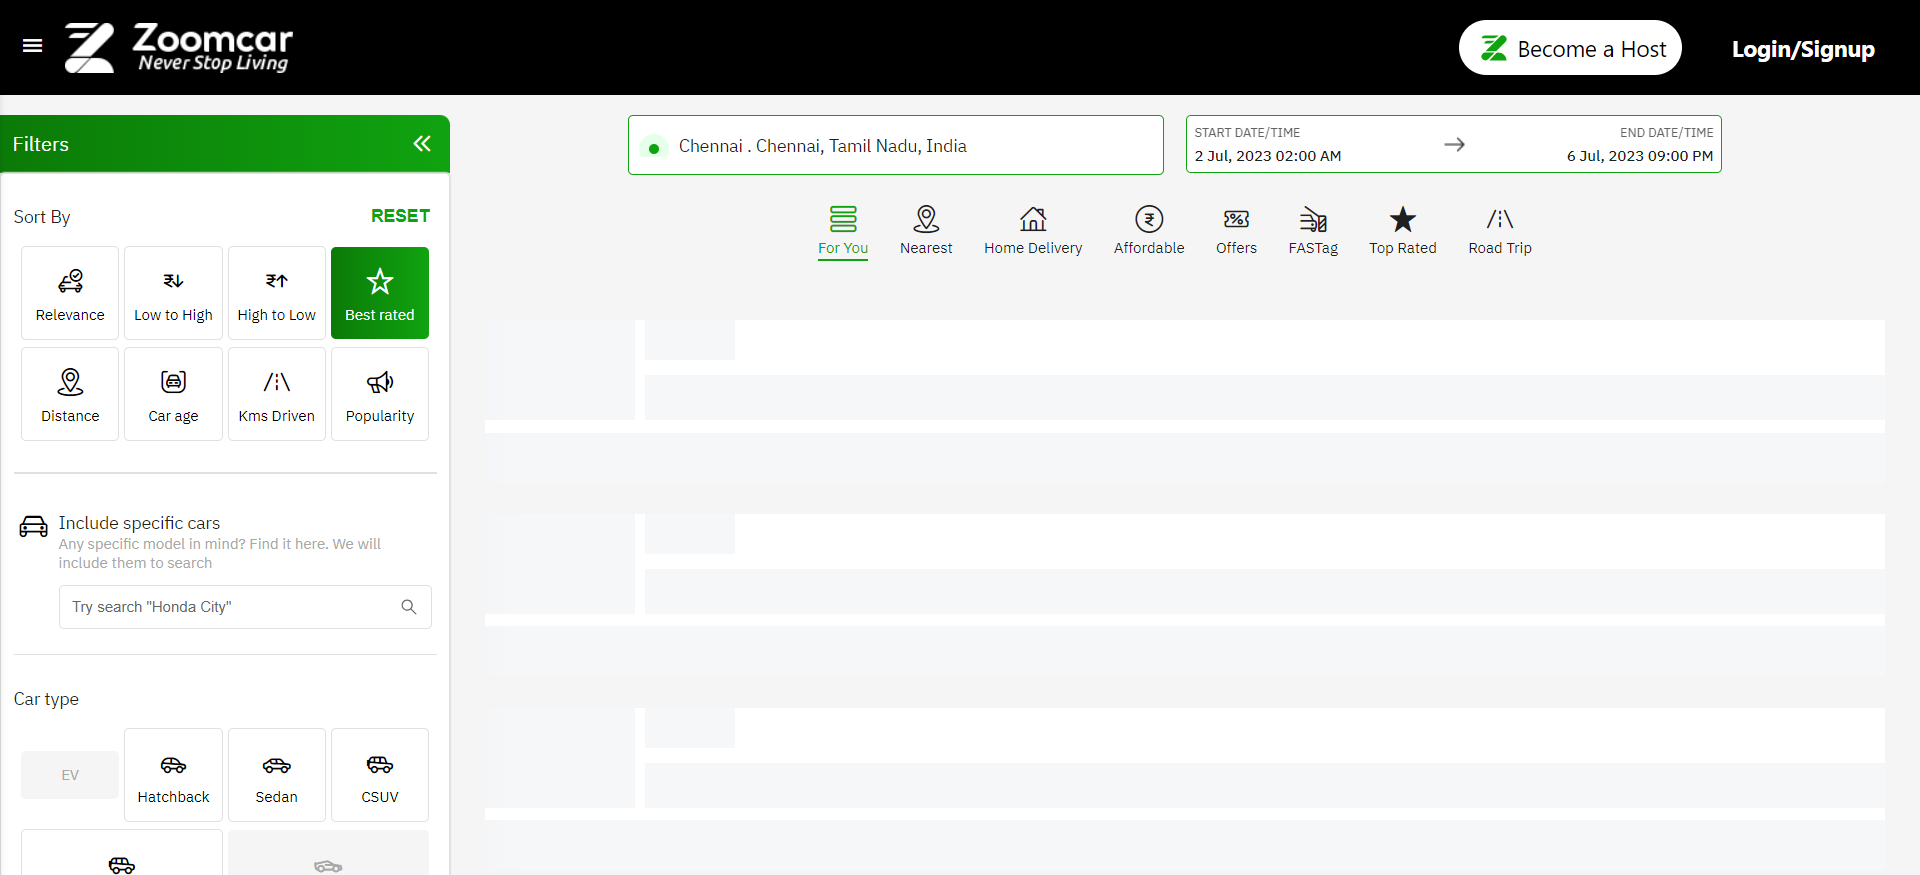 Zoomcar
Never Stop Living
Become a Host
Login/Signup
Filters
Chennai . Chennai, Tamil Nadu, India
START DATE/TIME
END DATE/TIME
2 Jul, 2023 02:00 AM
6 Jul, 2023 09:00 PM
Sort By
RESET
For You
Nearest
Home Delivery
Affordable
Offers
FASTag
Top Rated
Road Trip
Relevance
Low to High
High to Low
Best rated
Distance
Car age
Kms Driven
Popularity
Include specific cars
Any specific model in mind? Find it here. We will
include them to search
Try search "Honda City"
Car type
EV
Hatchback
Sedan
CSUV